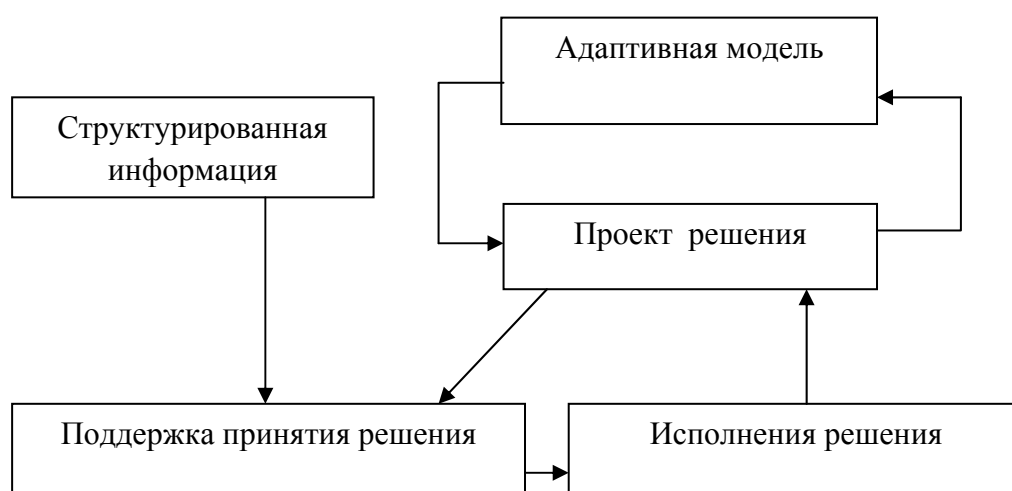 Адаптивная модель
Структурированная
информация
Проект решения
Поддержка принятия решения
Исполнения решения